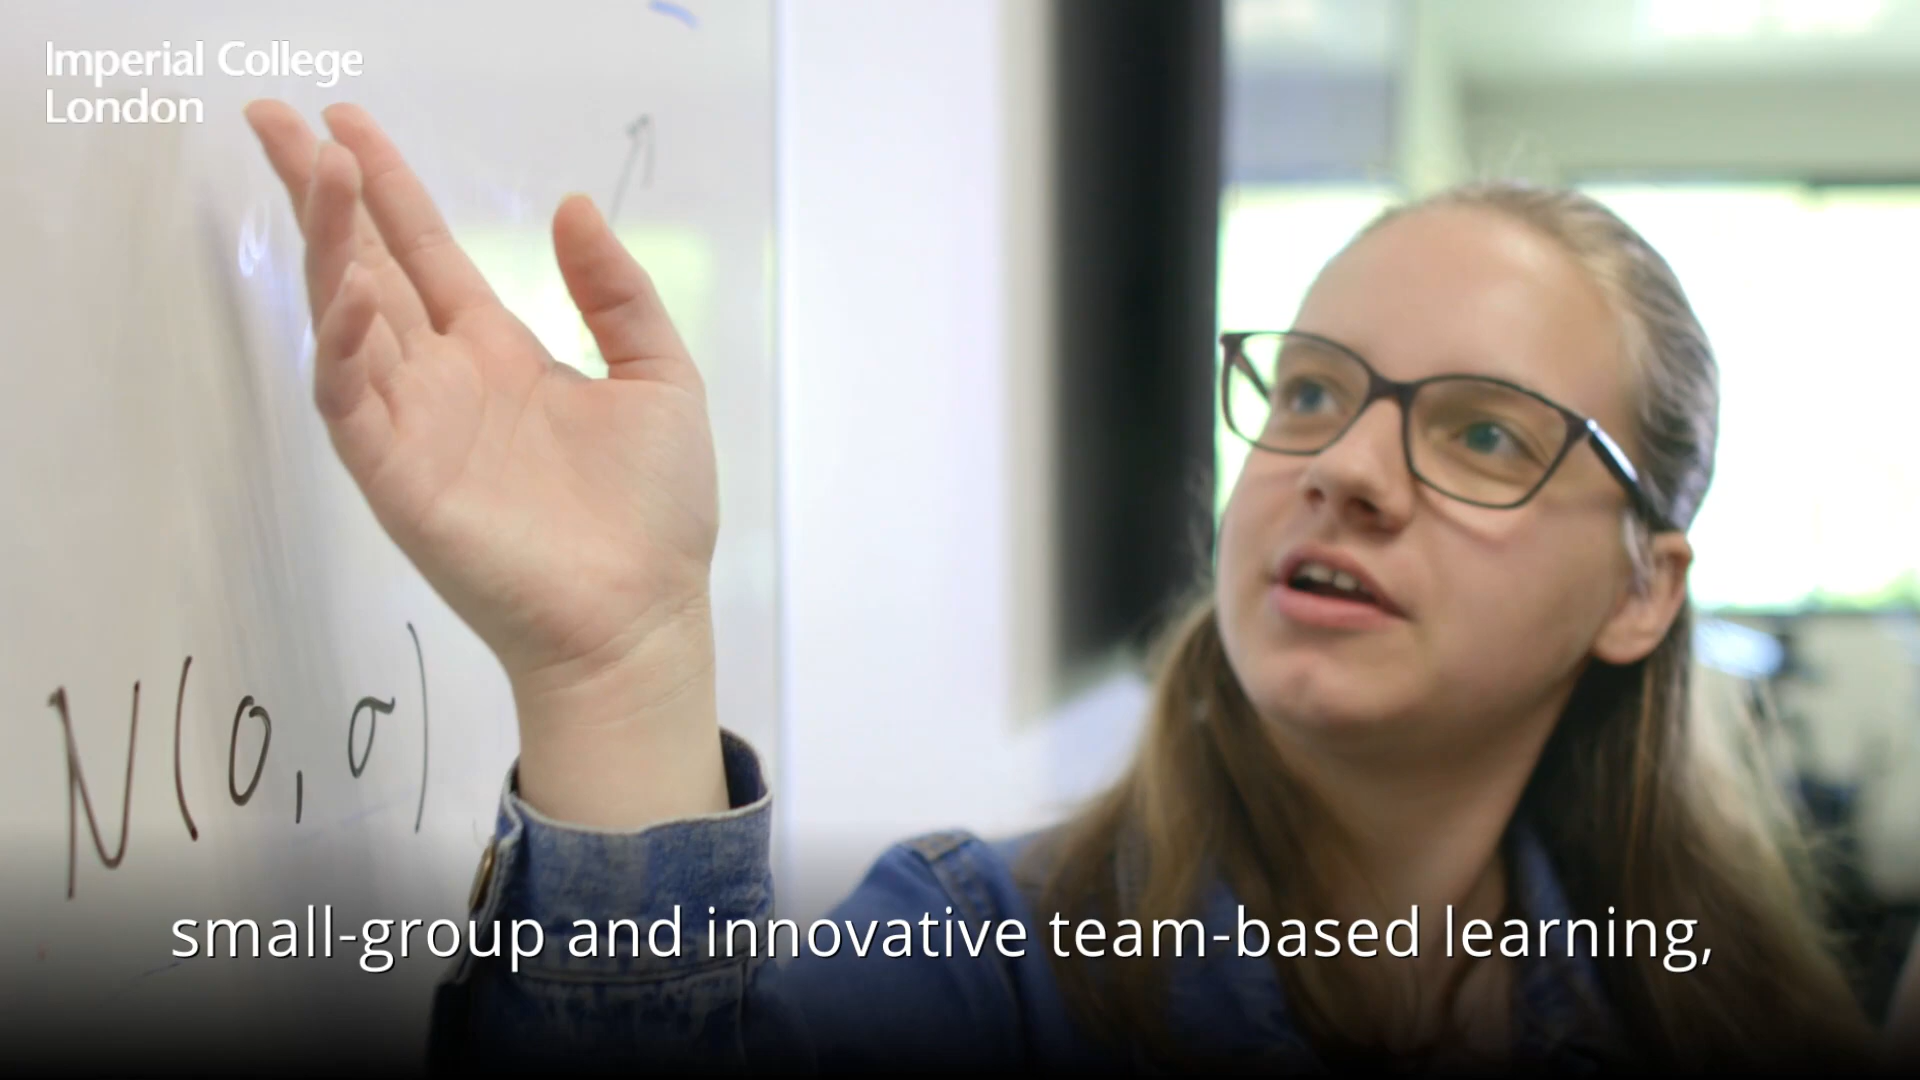 Imperial College
London
N(0, σ)
small-group and innovative team-based learning,